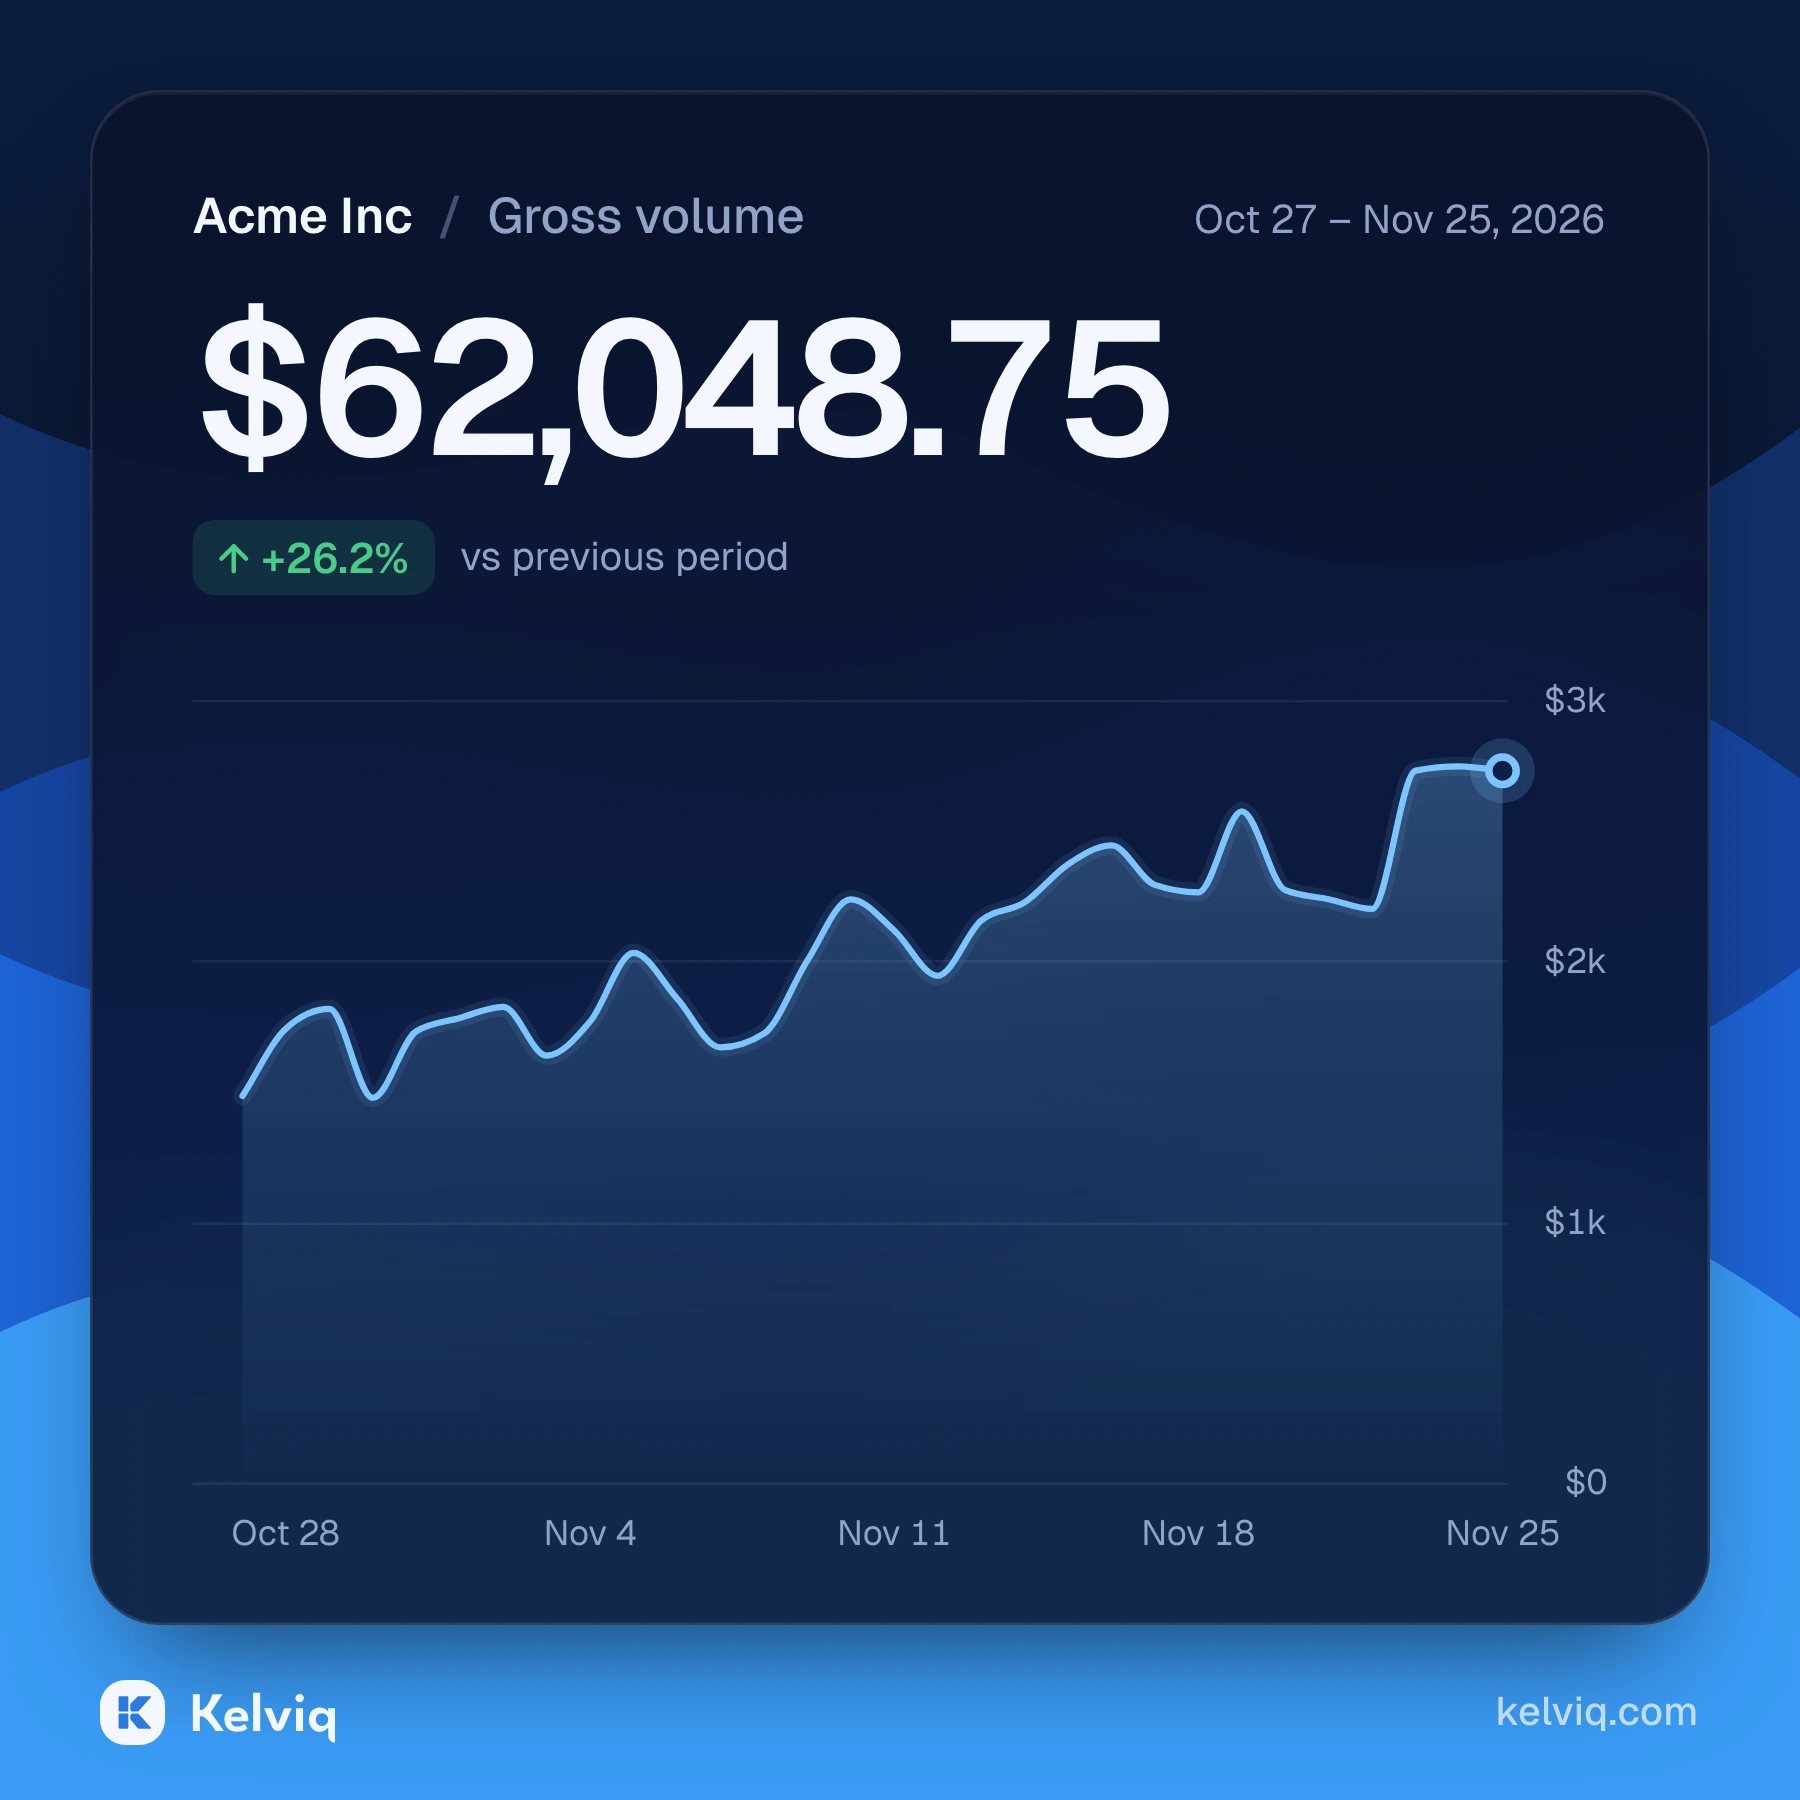 Acme Inc / Gross volume
Oct 27 – Nov 25, 2026
$62,048.75
↑ +26.2% vs previous period
$3k
$2k
$1k
$0
Oct 28 Nov 4 Nov 11 Nov 18 Nov 25
K Kelviq
kelviq.com